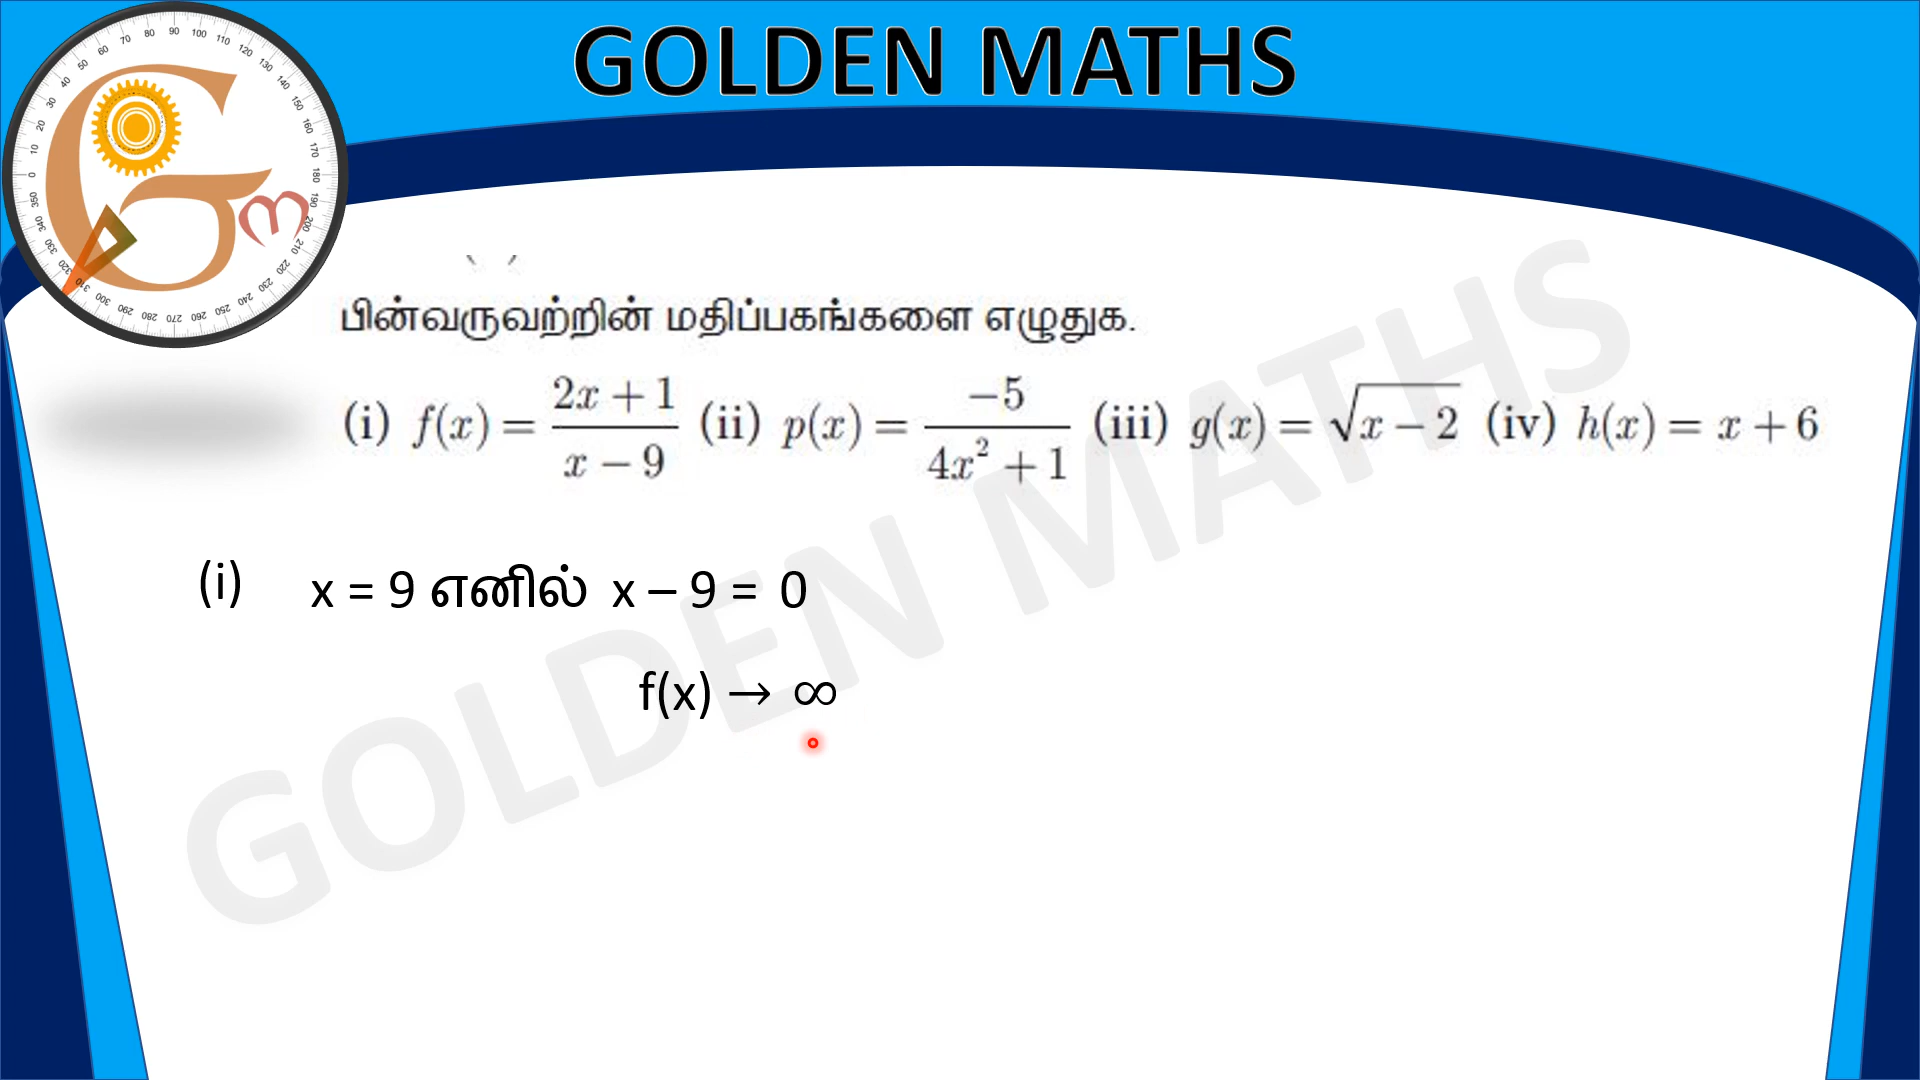 GOLDEN MATHS
பின்வருவற்றின் மதிப்பகங்களை எழுதுக.
(i) f(x) = (2x + 1)/(x − 9) (ii) p(x) = −5/(4x² + 1) (iii) g(x) = √(x − 2) (iv) h(x) = x + 6
(i) x = 9 எனில் x – 9 = 0
f(x) → ∞
GOLDEN MATHS